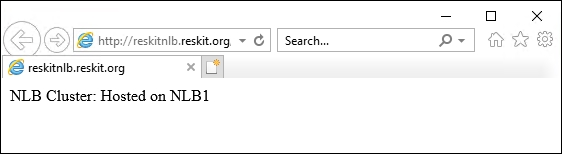 http://reskitnlb.reskit.org
Search...
reskitnlb.reskit.org
NLB Cluster: Hosted on NLB1